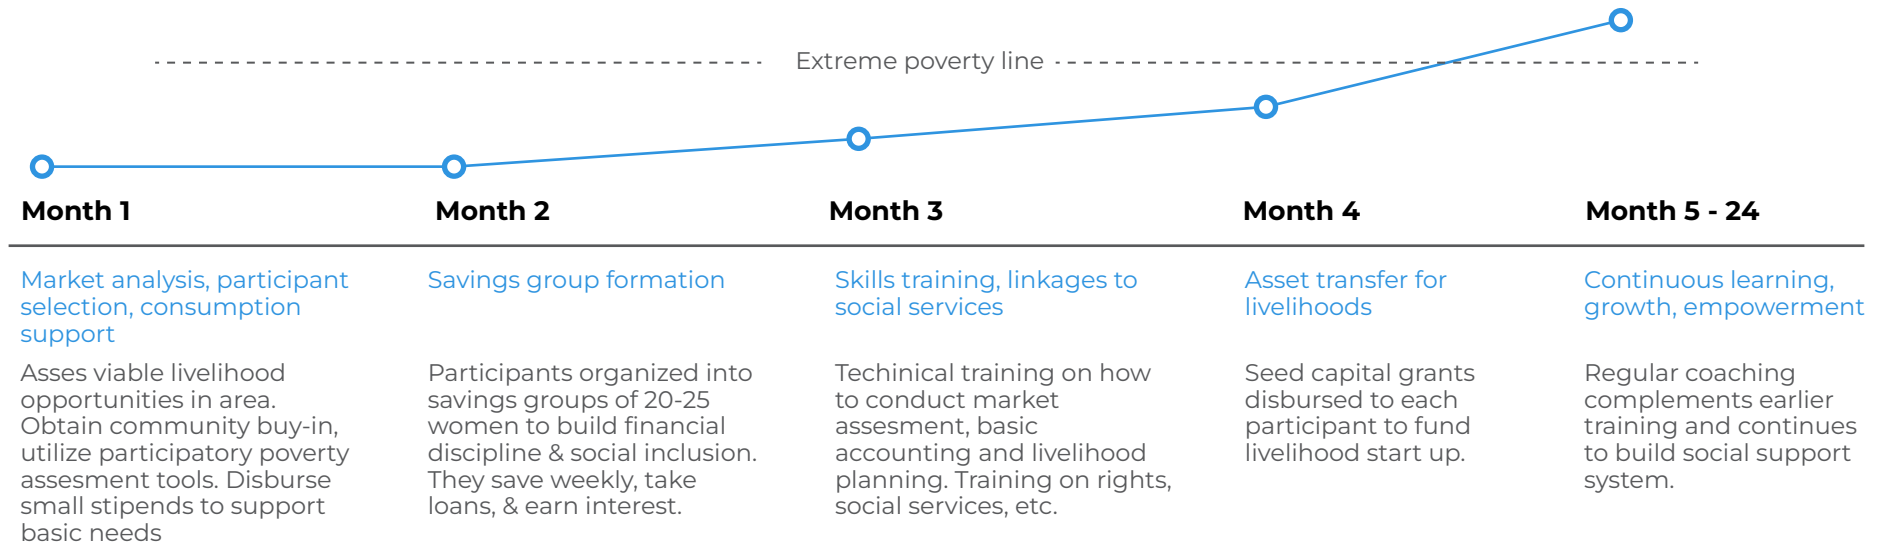 Extreme poverty line
Month 1
Month 2
Month 3
Month 4
Month 5 - 24
Market analysis, participant
selection, consumption
support
Asses viable livelihood
opportunities in area.
Obtain community buy-in,
utilize participatory poverty
assesment tools. Disburse
small stipends to support
basic needs
Savings group formation
Participants organized into
savings groups of 20-25
women to build financial
discipline & social inclusion.
They save weekly, take
loans, & earn interest.
Skills training, linkages to
social services
Techinical training on how
to conduct market
assesment, basic
accounting and livelihood
planning. Training on rights,
social services, etc.
Asset transfer for
livelihoods
Seed capital grants
disbursed to each
participant to fund
livelihood start up.
Continuous learning,
growth, empowerment
Regular coaching
complements earlier
training and continues
to build social support
system.